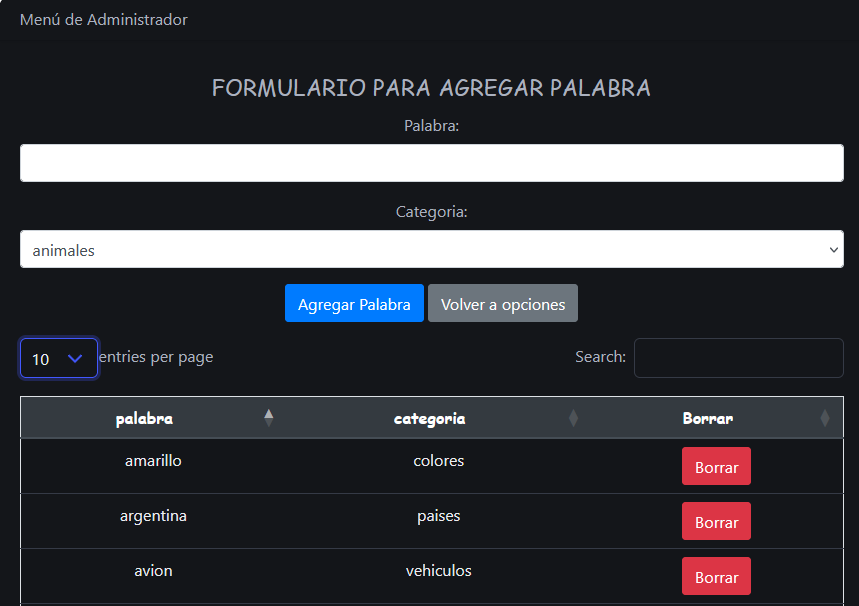 Menú de Administrador
FORMULARIO PARA AGREGAR PALABRA
Palabra:
Categoria:
animales
Agregar Palabra Volver a opciones
10 entries per page Search:
palabra categoria Borrar
amarillo colores Borrar
argentina paises Borrar
avion vehiculos Borrar